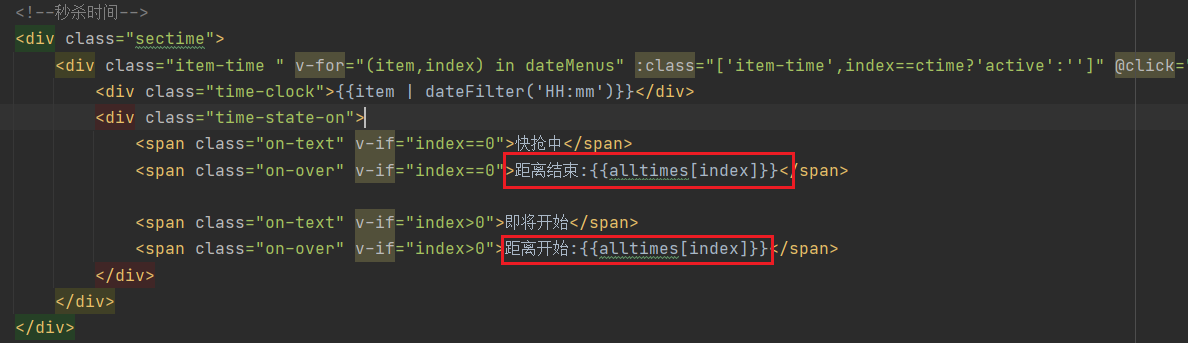 <!--秒杀时间-->
<div class="sectime">
<div class="item-time " v-for="(item,index) in dateMenus" :class="['item-time',index==ctime?'active':'']" @click="
<div class="time-clock">{{item | dateFilter('HH:mm')}}</div>
<div class="time-state-on">
<span class="on-text" v-if="index==0">快抢中</span>
<span class="on-over" v-if="index==0">距离结束:{{alltimes[index]}}</span>
<span class="on-text" v-if="index>0">即将开始</span>
<span class="on-over" v-if="index>0">距离开始:{{alltimes[index]}}</span>
</div>
</div>
</div>